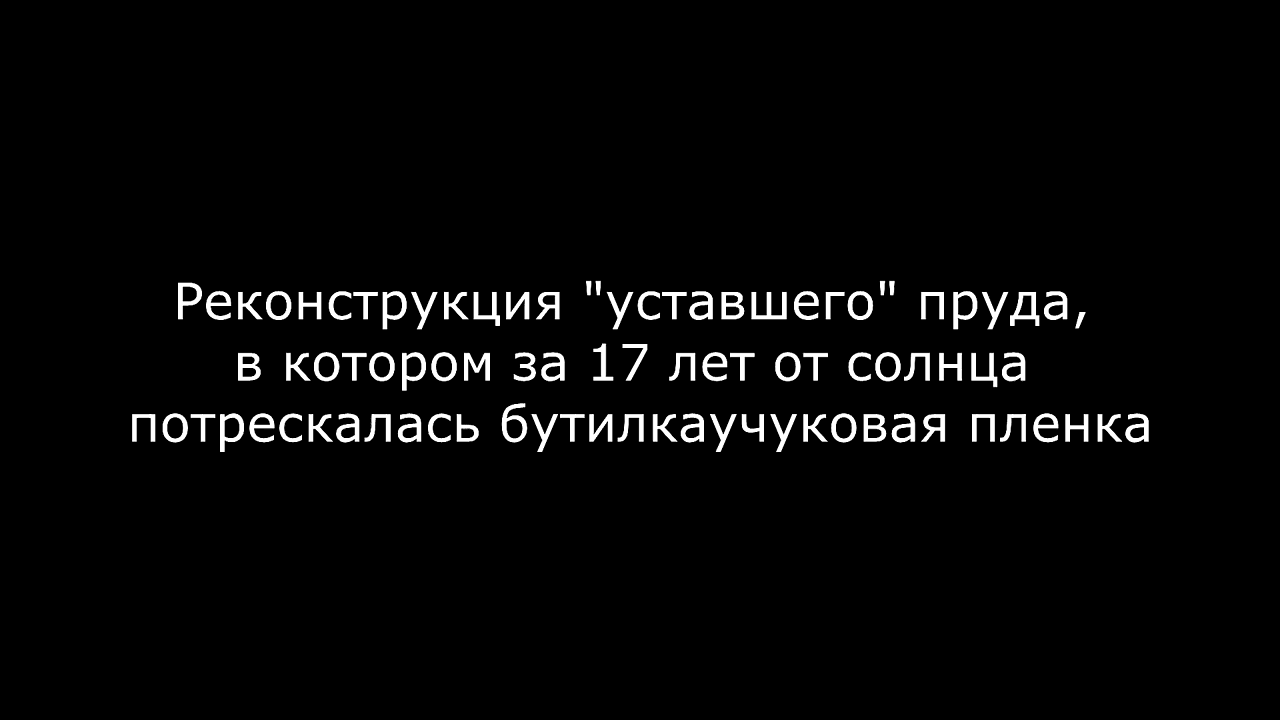 Реконструкция "уставшего" пруда,
в котором за 17 лет от солнца
потрескалась бутилкаучуковая пленка